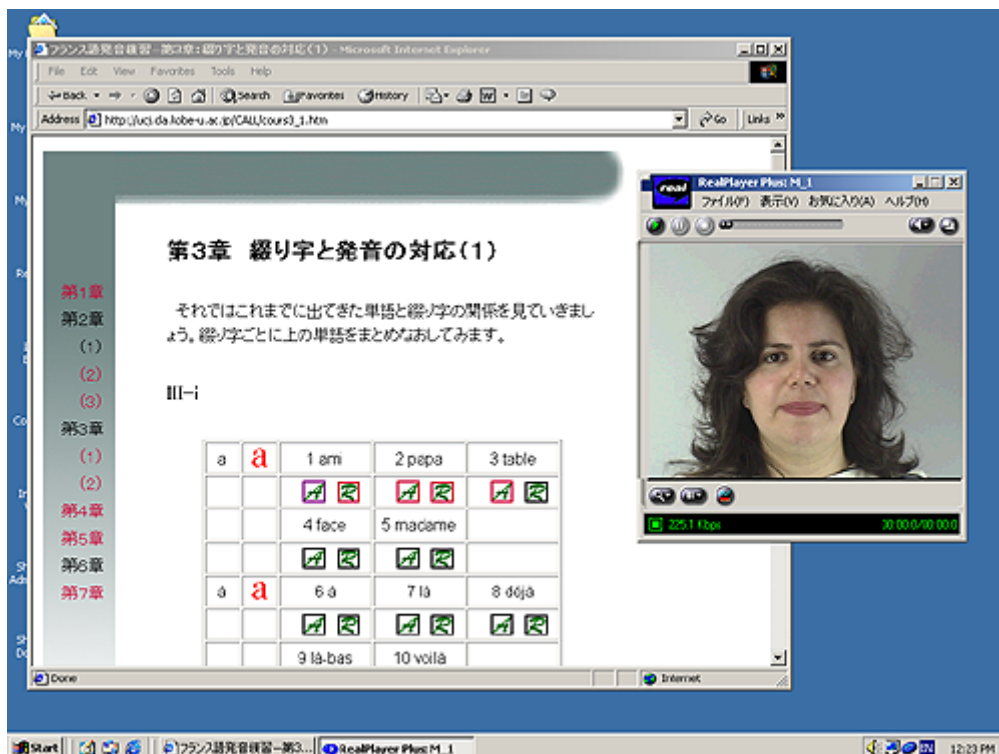 フランス語発音練習-第3章:綴り字と発音の対応(1) - Microsoft Internet Explorer
File Edit View Favorites Tools Help
Back Search Favorites History
Address http://uci.da.kobe-u.ac.jp/CALL/cours3_1.htm Go Links
第3章 綴り字と発音の対応(1)
それではこれまでに出てきた単語と綴り字の関係を見ていきまし
ょう。綴り字ごとに上の単語をまとめなおしてみます。
III-i
第1章
第2章
(1)
(2)
(3)
第3章
(1)
(2)
第4章
第5章
第6章
第7章
a a 1 ami 2 papa 3 table
A R A R A R
4 face 5 madame
A R A R
à a 6 à 7 là 8 déjà
A R A R A R
9 là-bas 10 voilà
Done Internet
real RealPlayer Plus: M_1
ファイル(F) 表示(V) お気に入り(A) ヘルプ(H)
225.1 Kbps 00:00.0/00:00.0
Start フランス語発音練習-第3... RealPlayer Plus: M_1 12:23 PM